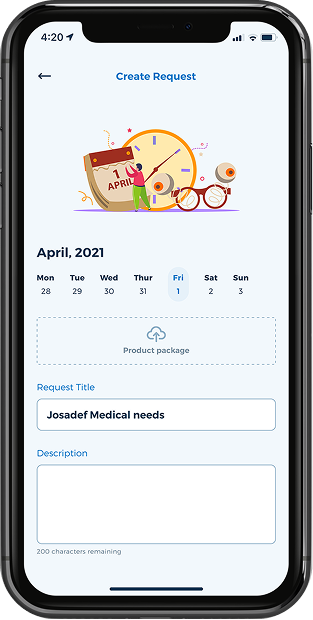 4:20
Create Request
1
APRIL
April, 2021
Mon Tue Wed Thur Fri Sat Sun
28 29 30 31 1 2 3
Product package
Request Title
Josadef Medical needs
Description
200 characters remaining